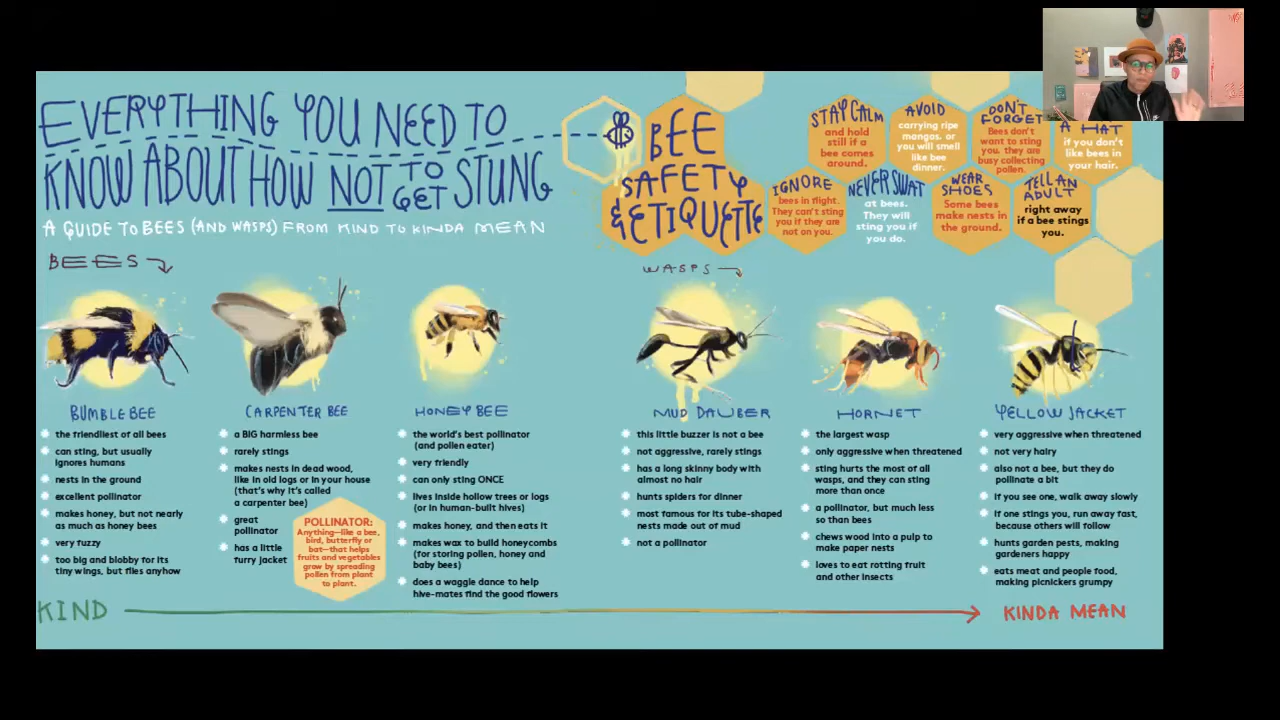 EVERYTHING YOU NEED TO
KNOW ABOUT HOW NOT TO GET STUNG
A GUIDE TO BEES (AND WASPS) FROM KIND TO KINDA MEAN
BEE
SAFETY
& ETIQUETTE
STAY CALM
and hold
still if a
bee comes
around.
AVOID
carrying ripe
mangos, or
you will smell
like bee
dinner.
DON'T
FORGET
Bees don't
want to sting
you, they are
busy collecting
pollen.
A HAT
if you don't
like bees in
your hair.
IGNORE
bees in flight.
They can't sting
you if they are
not on you.
NEVER SWAT
at bees.
They will
sting you if
you do.
WEAR
SHOES
Some bees
make nests in
the ground.
TELL AN
ADULT
right away
if a bee stings
you.
BEES
BUMBLE BEE
the friendliest of all bees
can sting, but usually
ignores humans
nests in the ground
excellent pollinator
makes honey, but not nearly
as much as honey bees
very fuzzy
too big and blobby for its
tiny wings, but flies anyhow
CARPENTER BEE
a BIG harmless bee
rarely stings
makes nests in dead wood,
like in old logs or in your house
(that's why it's called
a carpenter bee)
great
pollinator
has a little
furry jacket
POLLINATOR:
Anything—like a bee,
bird, butterfly or
bat—that helps
fruits and vegetables
grow by spreading
pollen from plant
to plant.
HONEY BEE
the world's best pollinator
(and pollen eater)
very friendly
can only sting ONCE
lives inside hollow trees or logs
(or in human-built hives)
makes honey, and then eats it
makes wax to build honeycombs
(for storing pollen, honey and
baby bees)
does a waggle dance to help
hive-mates find the good flowers
WASPS
MUD DAUBER
this little buzzer is not a bee
not aggressive, rarely stings
has a long skinny body with
almost no hair
hunts spiders for dinner
most famous for its tube-shaped
nests made out of mud
not a pollinator
HORNET
the largest wasp
only aggressive when threatened
sting hurts the most of all
wasps, and they can sting
more than once
a pollinator, but much less
so than bees
chews wood into a pulp to
make paper nests
loves to eat rotting fruit
and other insects
YELLOW JACKET
very aggressive when threatened
not very hairy
also not a bee, but they do
pollinate a bit
if you see one, walk away slowly
if one stings you, run away fast,
because others will follow
hunts garden pests, making
gardeners happy
eats meat and people food,
making picnickers grumpy
KIND
KINDA MEAN